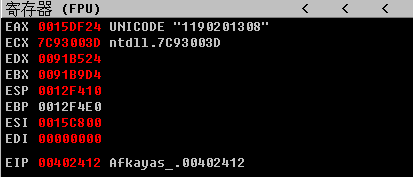 寄存器 (FPU) < < <
EAX 0015DF24 UNICODE "1190201308"
ECX 7C93003D ntdll.7C93003D
EDX 0091B524
EBX 0091B9D4
ESP 0012F410
EBP 0012F4E0
ESI 0015C800
EDI 00000000
EIP 00402412 Afkayas_.00402412